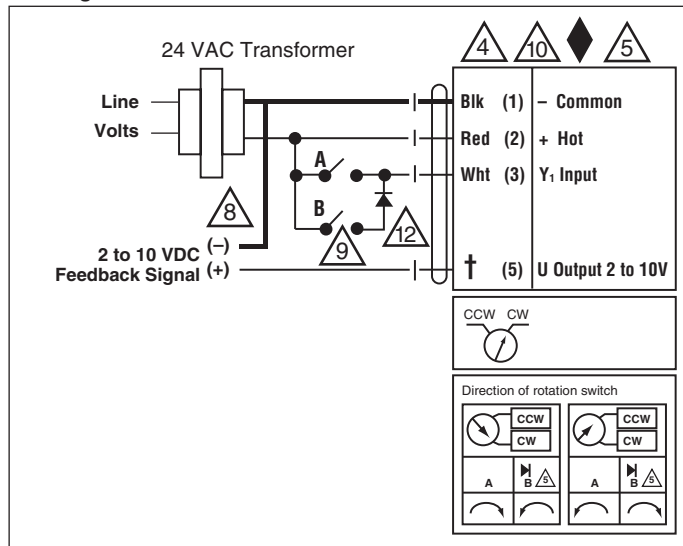 24 VAC Transformer
4 10 5
Line
Volts
Blk (1) – Common
Red (2) + Hot
A
Wht (3) Y1 Input
B
8
9
12
2 to 10 VDC (–)
Feedback Signal (+)
† (5) U Output 2 to 10V
CCW CW
Direction of rotation switch
CCW CCW
CW CW
A B 5 A B 5